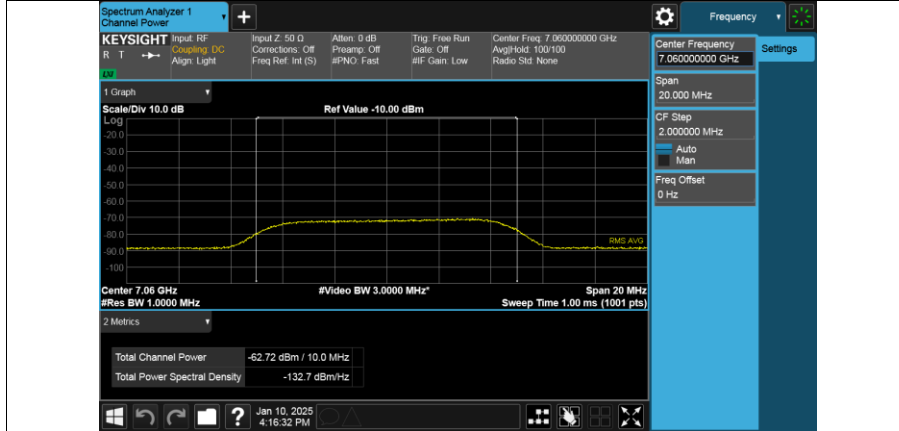 Spectrum Analyzer 1
Channel Power
Frequency
KEYSIGHT
R T
LXI
Input: RF
Coupling: DC
Align: Light
Input Z: 50 Ω
Corrections: Off
Freq Ref: Int (S)
Atten: 0 dB
Preamp: Off
#PNO: Fast
Trig: Free Run
Gate: Off
#IF Gain: Low
Center Freq: 7.060000000 GHz
Avg|Hold: 100/100
Radio Std: None
Center Frequency
7.060000000 GHz
Settings
Span
20.000 MHz
CF Step
2.000000 MHz
Auto
Man
Freq Offset
0 Hz
1 Graph
Scale/Div 10.0 dB
Ref Value -10.00 dBm
Log
-20.0
-30.0
-40.0
-50.0
-60.0
-70.0
-80.0
-90.0
-100
RMS AVG
Center 7.06 GHz
#Video BW 3.0000 MHz*
Span 20 MHz
#Res BW 1.0000 MHz
Sweep Time 1.00 ms (1001 pts)
2 Metrics
Total Channel Power -62.72 dBm / 10.0 MHz
Total Power Spectral Density -132.7 dBm/Hz
?
Jan 10, 2025
4:16:32 PM